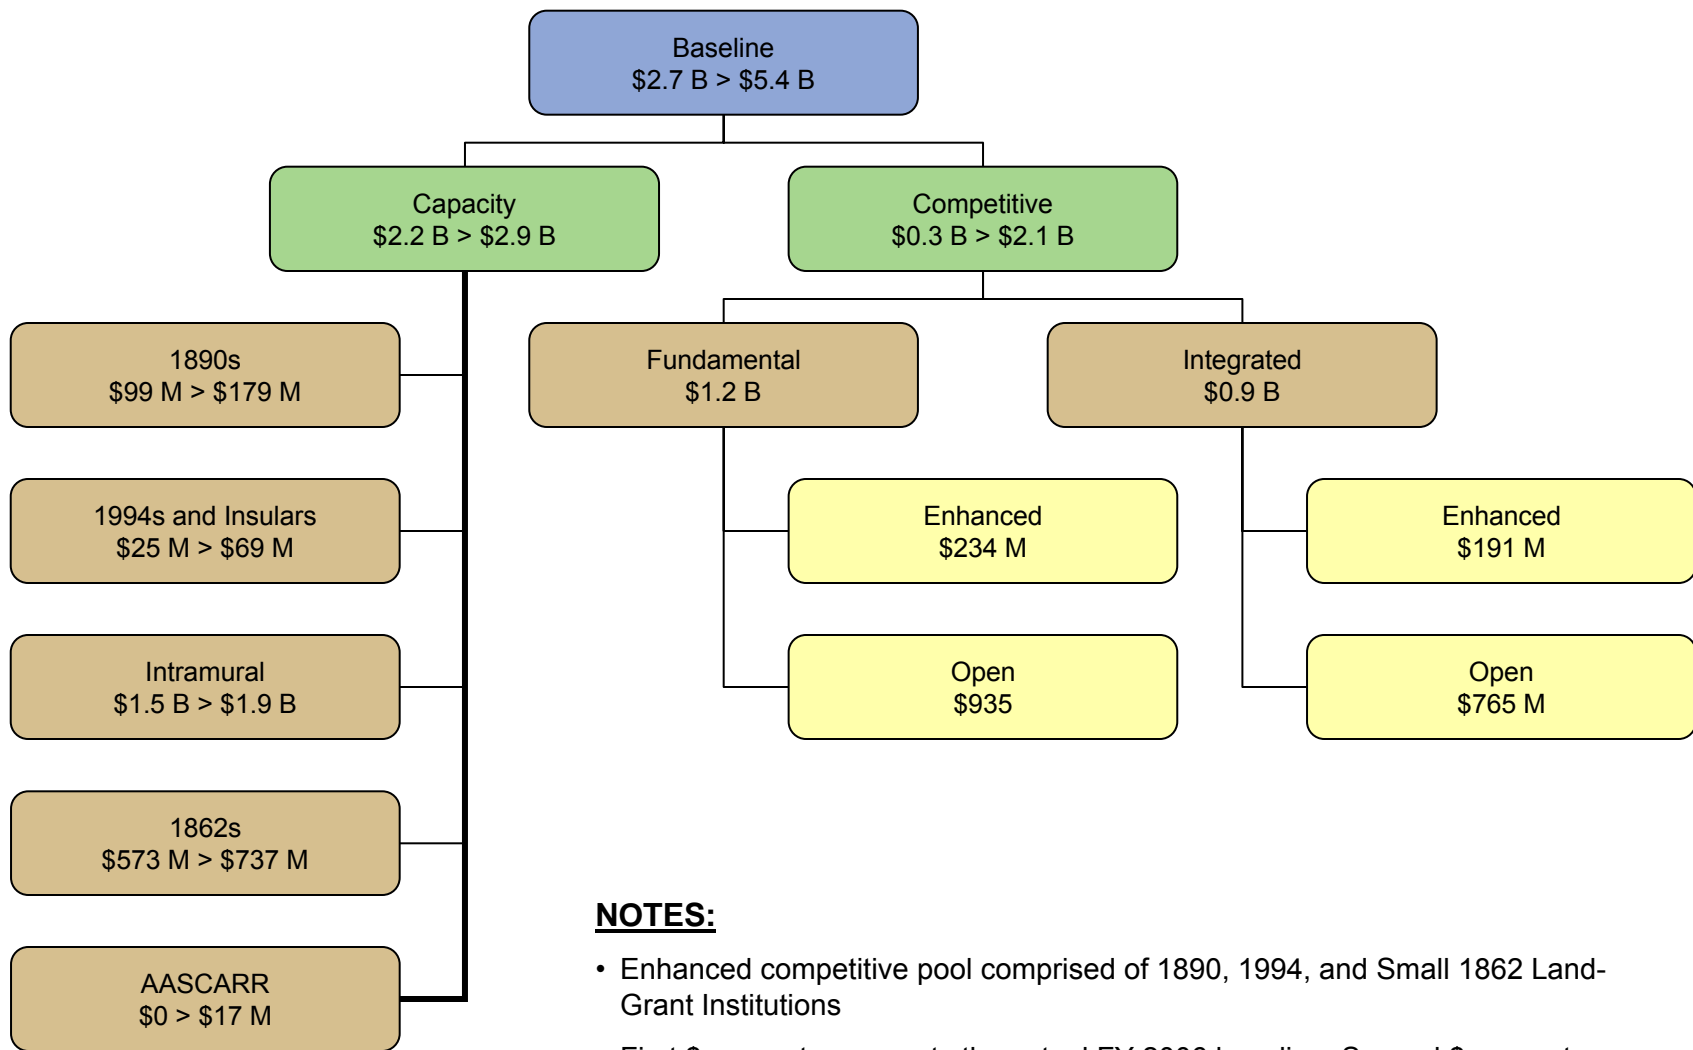 Baseline
$2.7 B > $5.4 B
Capacity
$2.2 B > $2.9 B
Competitive
$0.3 B > $2.1 B
1890s
$99 M > $179 M
Fundamental
$1.2 B
Integrated
$0.9 B
1994s and Insulars
$25 M > $69 M
Enhanced
$234 M
Enhanced
$191 M
Intramural
$1.5 B > $1.9 B
Open
$935
Open
$765 M
1862s
$573 M > $737 M
AASCARR
$0 > $17 M
NOTES:
• Enhanced competitive pool comprised of 1890, 1994, and Small 1862 Land-
Grant Institutions